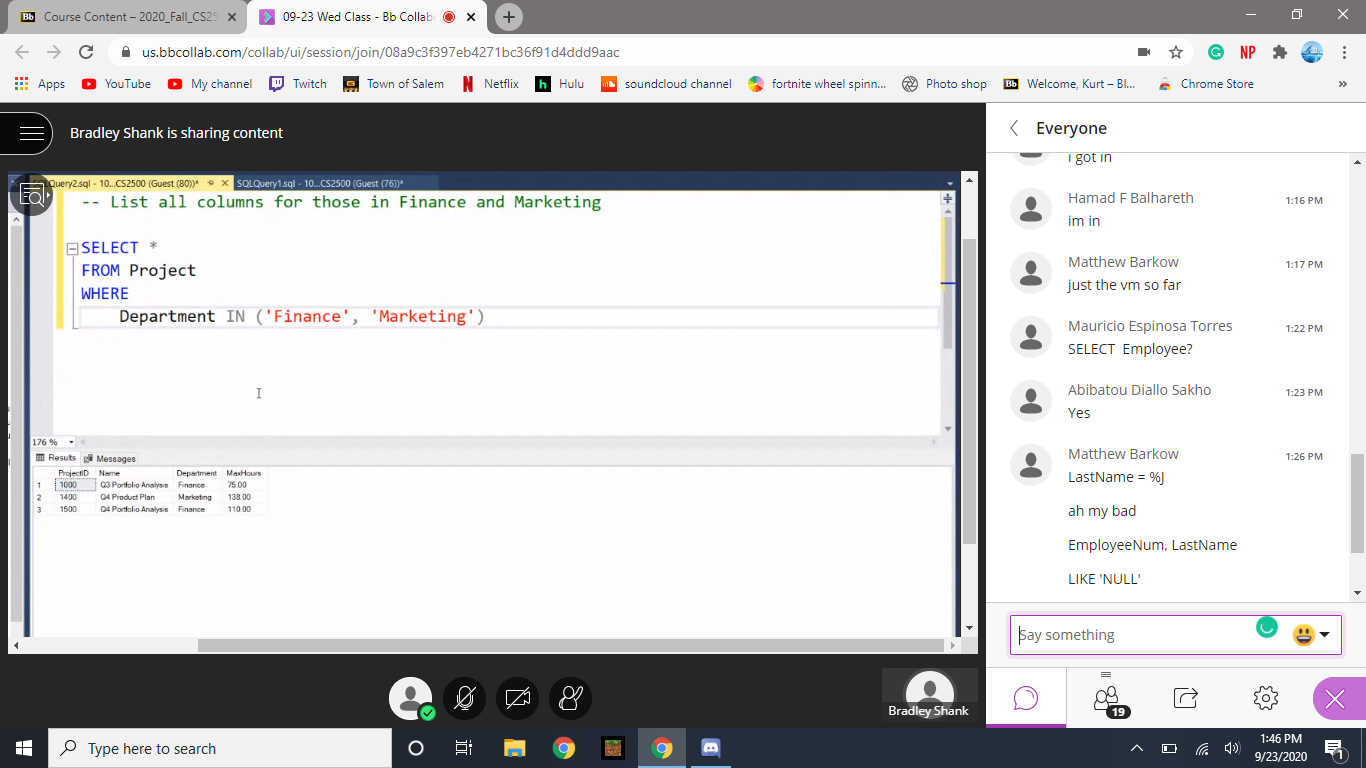 Course Content – 2020_Fall_CS25
09-23 Wed Class - Bb Collab
us.bbcollab.com/collab/ui/session/join/08a9c3f397eb4271bc36f91d4ddd9aac
NP
Apps
YouTube
My channel
Twitch
Town of Salem
Netflix
Hulu
soundcloud channel
fortnite wheel spinn...
Photo shop
Bb
Welcome, Kurt – Bl...
Chrome Store
Bradley Shank is sharing content
SQLQuery2.sql - 10...CS2500 (Guest (80))*
SQLQuery1.sql - 10...CS2500 (Guest (76))*
-- List all columns for those in Finance and Marketing
SELECT *
FROM Project
WHERE
Department IN ('Finance', 'Marketing')
176 %
Results
Messages
ProjectID Name Department MaxHours
1 1000 Q3 Portfolio Analysis Finance 75.00
2 1400 Q4 Product Plan Marketing 138.00
3 1500 Q4 Portfolio Analysis Finance 110.00
Bradley Shank
Everyone
i got in
Hamad F Balhareth 1:16 PM
im in
Matthew Barkow 1:17 PM
just the vm so far
Mauricio Espinosa Torres 1:22 PM
SELECT Employee?
Abibatou Diallo Sakho 1:23 PM
Yes
Matthew Barkow 1:26 PM
LastName = %J
ah my bad
EmployeeNum, LastName
LIKE 'NULL'
Say something
19
Type here to search
1:46 PM
9/23/2020
1